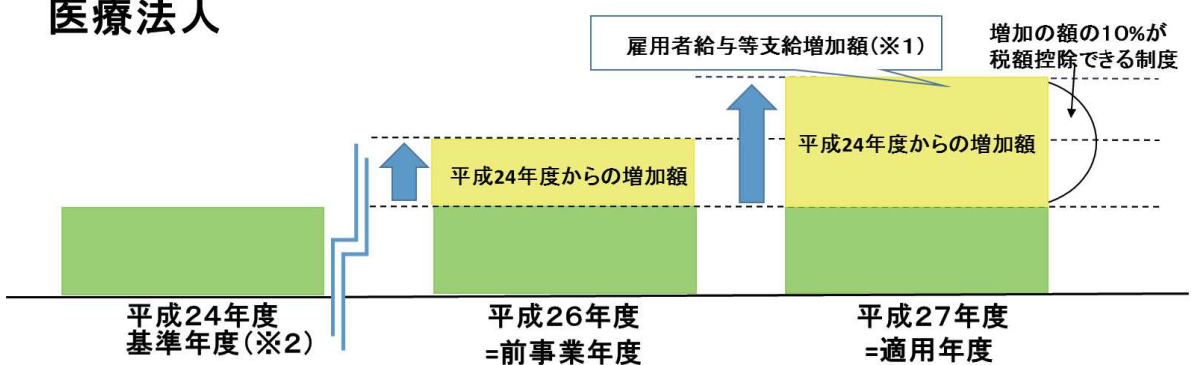 医療法人
雇用者給与等支給増加額(※1)
増加の額の10%が
税額控除できる制度
平成24年度からの増加額
平成24年度からの増加額
平成24年度
基準年度(※2)
平成26年度
=前事業年度
平成27年度
=適用年度